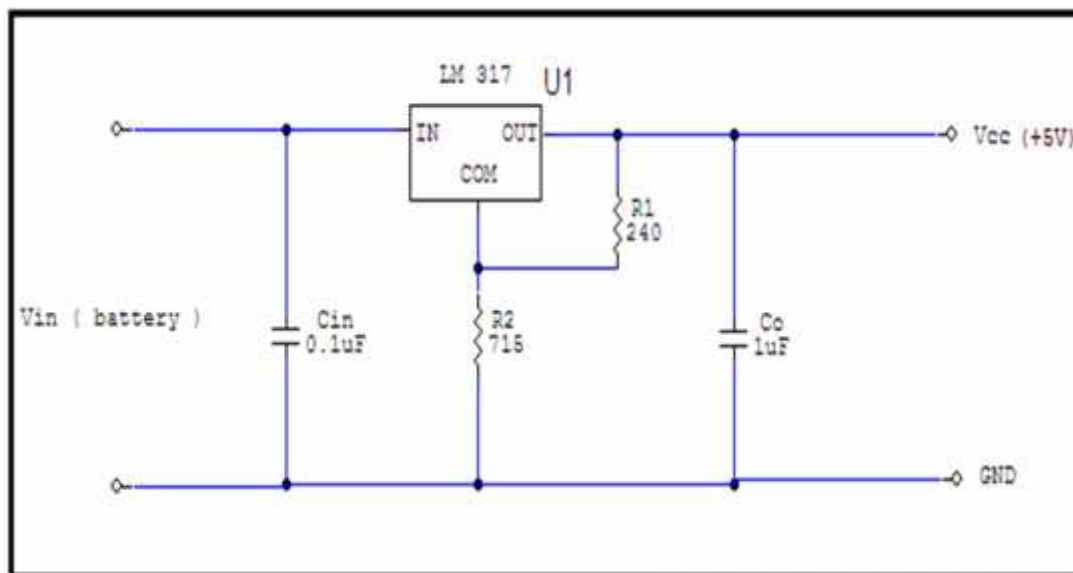 LM 317
U1
IN
OUT
COM
Vcc (+5V)
R1
240
Vin ( battery )
Cin
0.1uF
R2
715
Co
1uF
GND